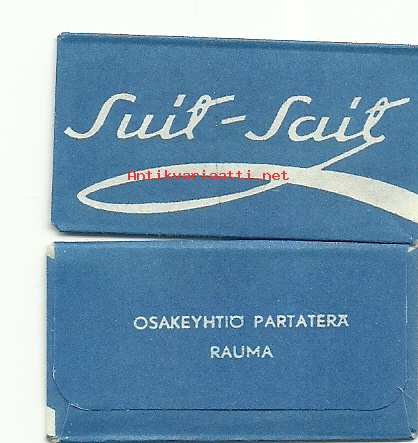 Suit-Sait
Antikvariaatti.net
OSAKEYHTIÖ PARTATERÄ
RAUMA